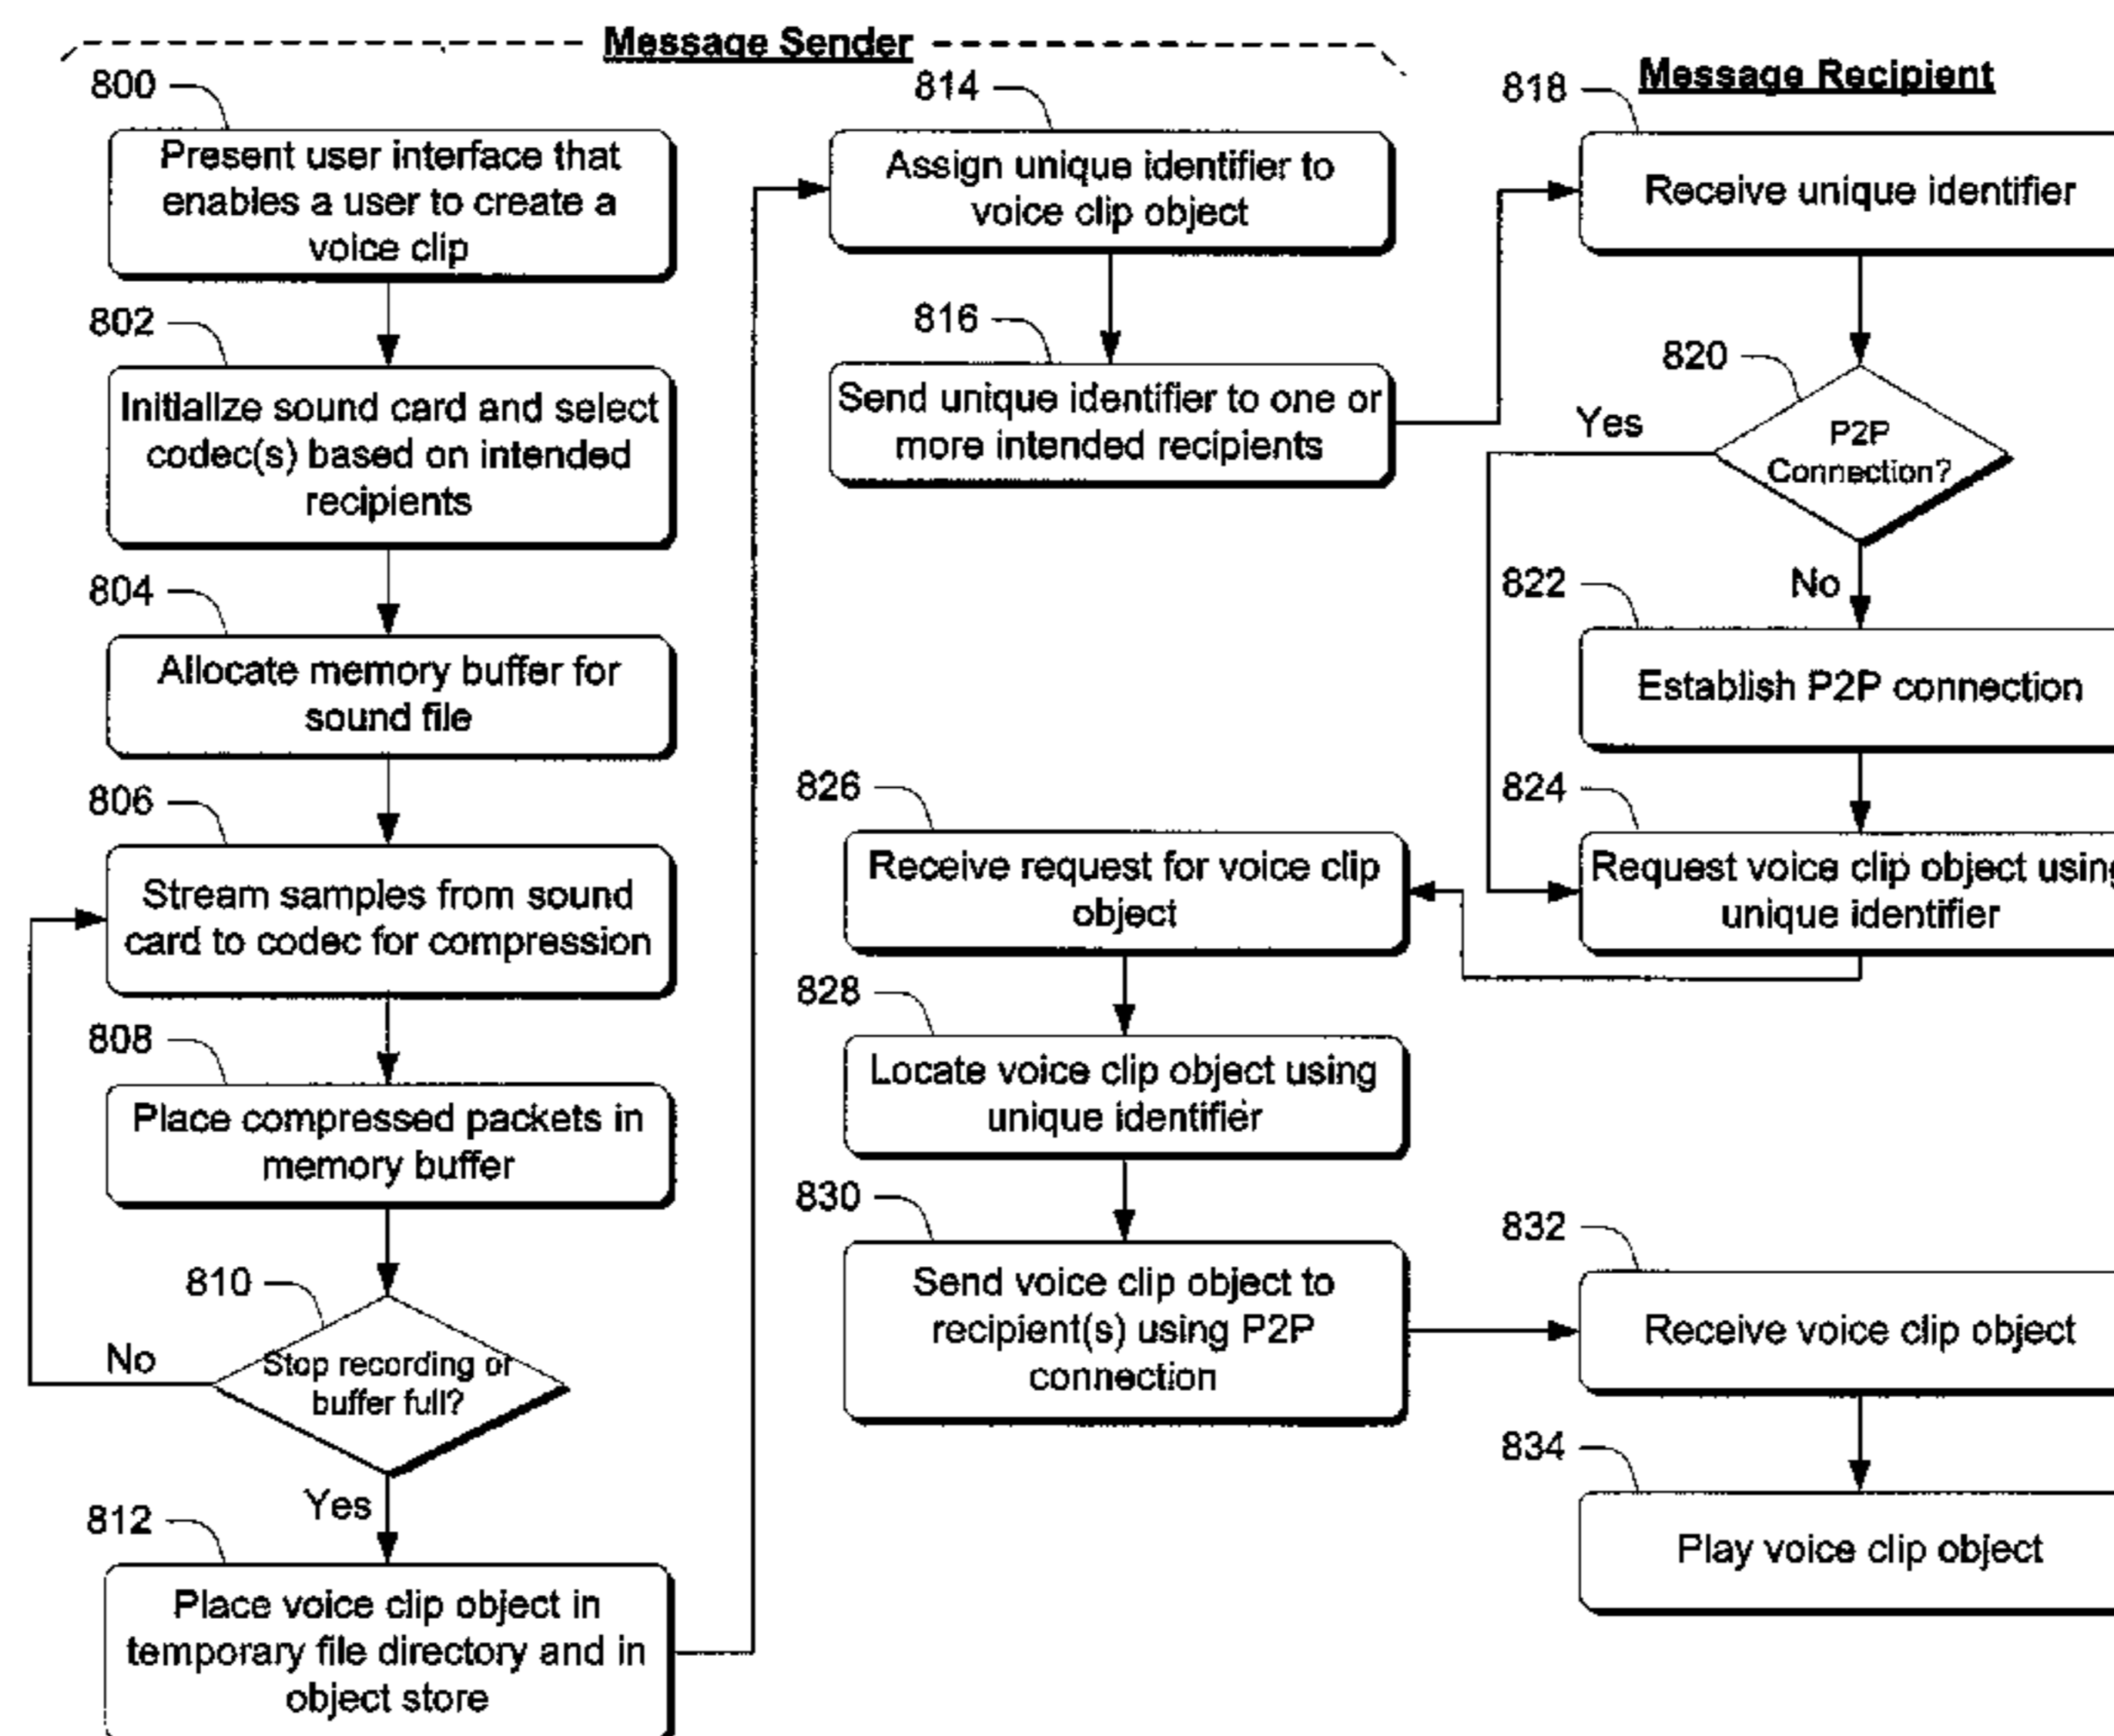 Message Sender
800
Present user interface that
enables a user to create a
voice clip
802
Initialize sound card and select
codec(s) based on intended
recipients
804
Allocate memory buffer for
sound file
806
Stream samples from sound
card to codec for compression
808
Place compressed packets in
memory buffer
810
Stop recording or
buffer full?
No
Yes
812
Place voice clip object in
temporary file directory and in
object store
814
Assign unique identifier to
voice clip object
816
Send unique identifier to one or
more intended recipients
826
Receive request for voice clip
object
828
Locate voice clip object using
unique identifier
830
Send voice clip object to
recipient(s) using P2P
connection
Message Recipient
818
Receive unique identifier
820
P2P
Connection?
Yes
No
822
Establish P2P connection
824
Request voice clip object using
unique identifier
832
Receive voice clip object
834
Play voice clip object